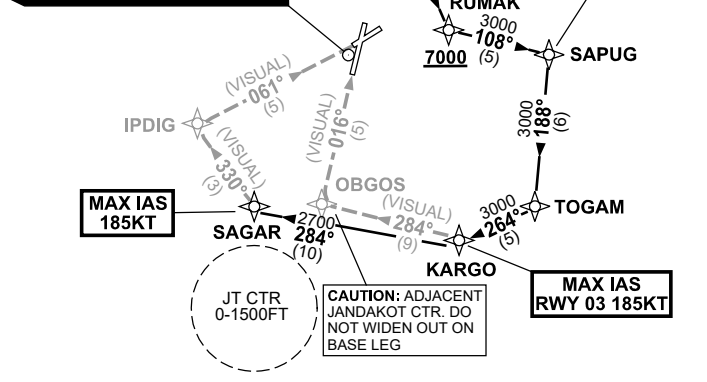 RUMAK
3000
108°
(5)
7000
SAPUG
(VISUAL)
061°
(5)
(VISUAL)
016°
(5)
3000
188°
(6)
IPDIG
(VISUAL)
330°
(3)
OBGOS
MAX IAS
185KT
SAGAR
2700
284°
(10)
(VISUAL)
284°
(9)
3000
264°
(5)
TOGAM
KARGO
MAX IAS
RWY 03 185KT
JT CTR
0-1500FT
CAUTION: ADJACENT
JANDAKOT CTR. DO
NOT WIDEN OUT ON
BASE LEG